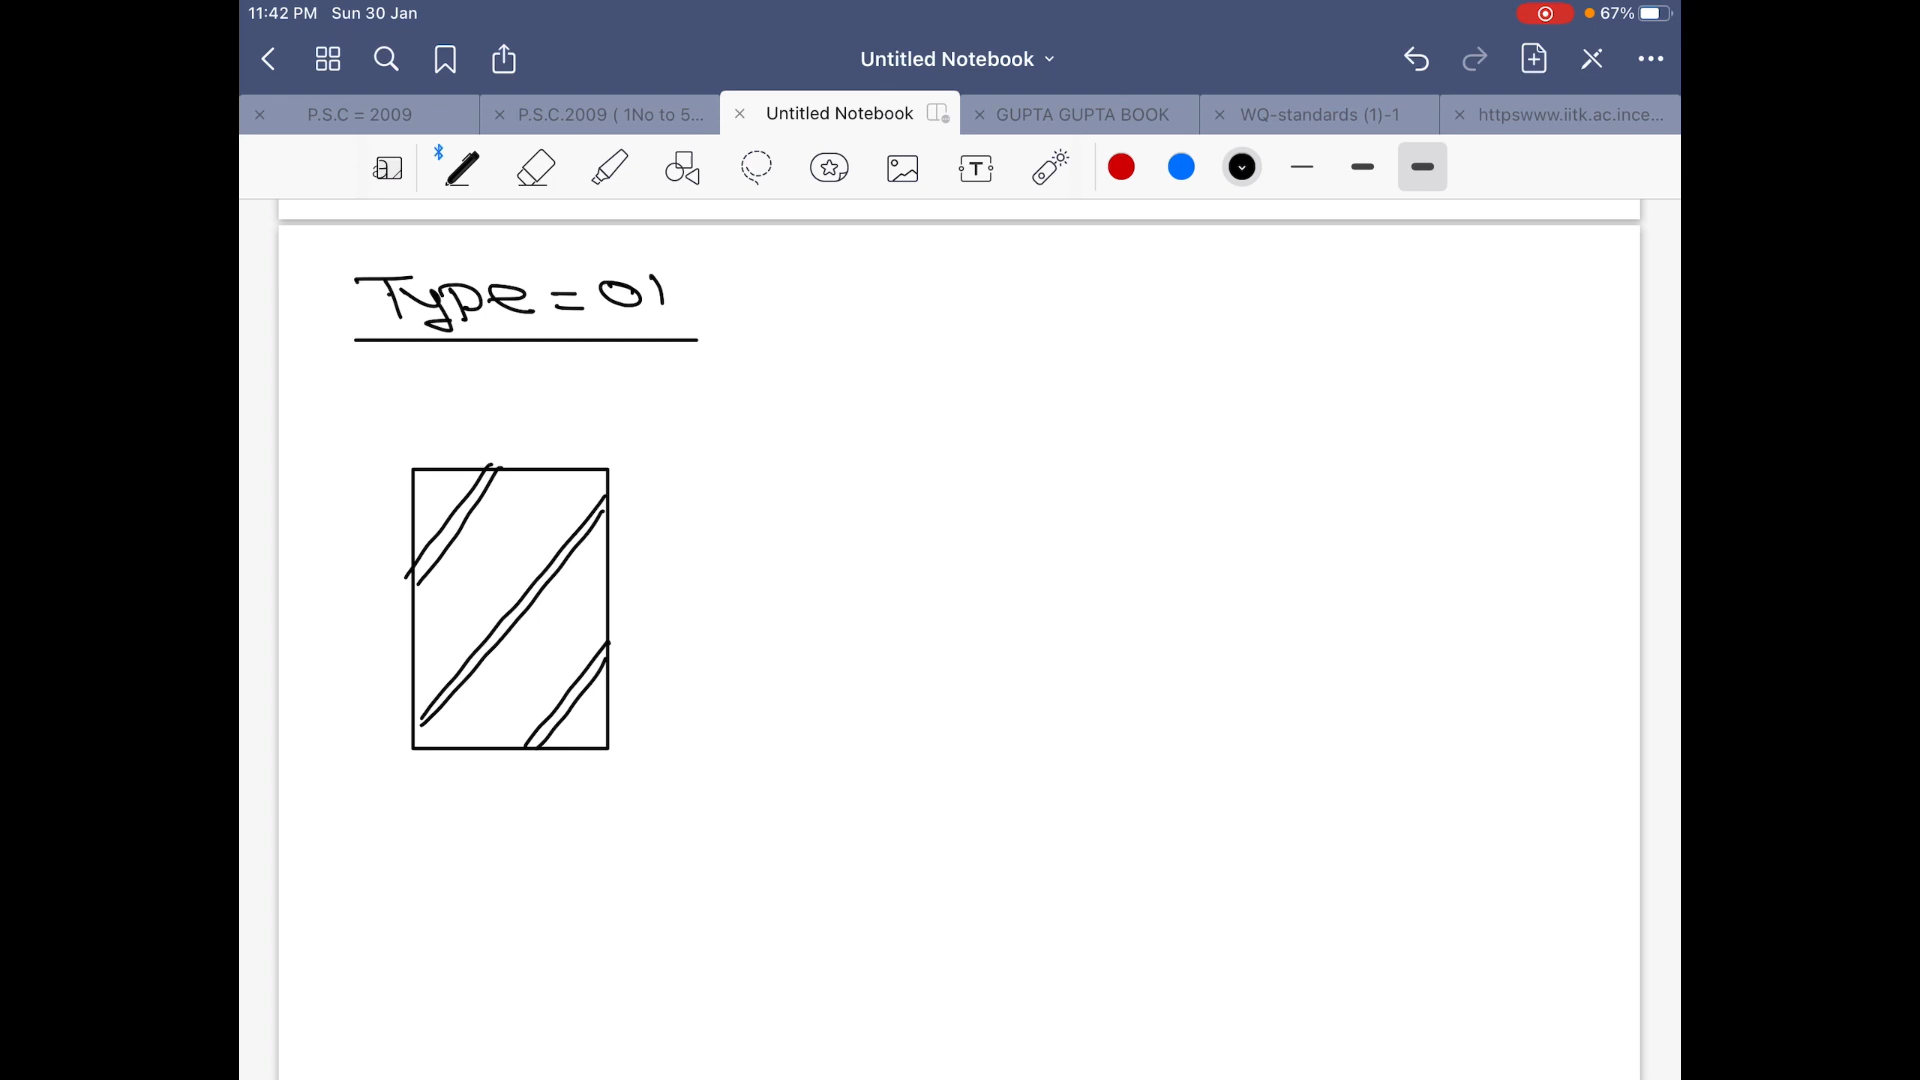 11:42 PM Sun 30 Jan
67%
Untitled Notebook
P.S.C = 2009
P.S.C.2009 ( 1No to 5...
Untitled Notebook
GUPTA GUPTA BOOK
WQ-standards (1)-1
httpswww.iitk.ac.ince...
a
T
Type = 01